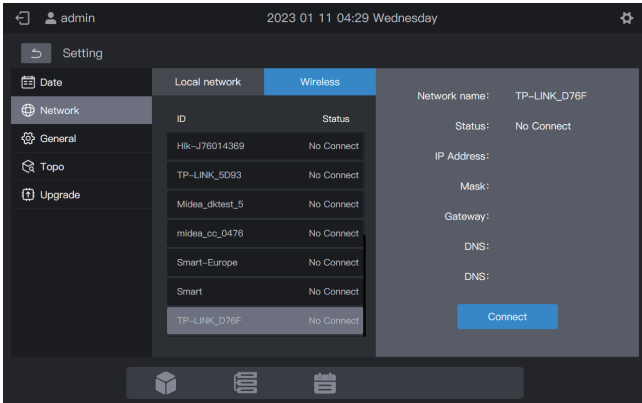 admin 2023 01 11 04:29 Wednesday
Setting
Date
Network
General
Topo
Upgrade
Local network Wireless
ID Status
Hik-J76014369 No Connect
TP-LINK_5D93 No Connect
Midea_dktest_5 No Connect
midea_cc_0476 No Connect
Smart-Europe No Connect
Smart No Connect
TP-LINK_D76F No Connect
Network name: TP-LINK_D76F
Status: No Connect
IP Address:
Mask:
Gateway:
DNS:
DNS:
Connect